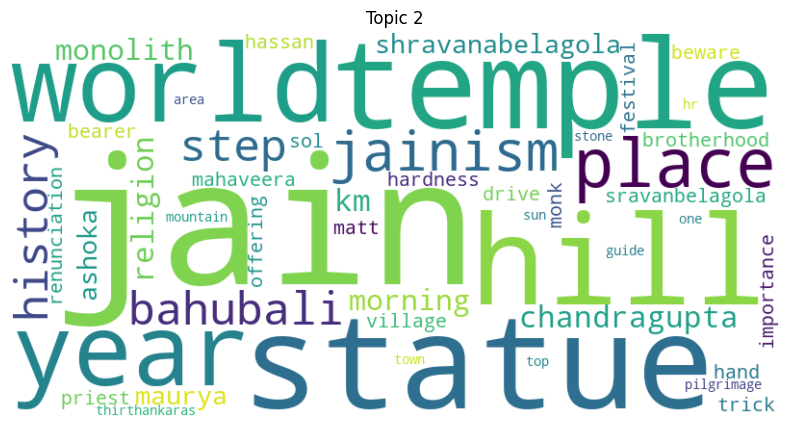 Topic 2
monolith
hassan
shravanabelagola
beware
world
temple
festival
area
hr
bearer
step
sol
jainism
stone
brotherhood
place
history
religion
mahaveera
hardness
drive
monk
sravanbelagola
renunciation
ashoka
jain
mountain
offering
km
matt
sun
one
hill
guide
importance
bahubali
morning
village
chandragupta
year
statue
town
top
hand
pilgrimage
priest
maurya
trick
thirthankaras